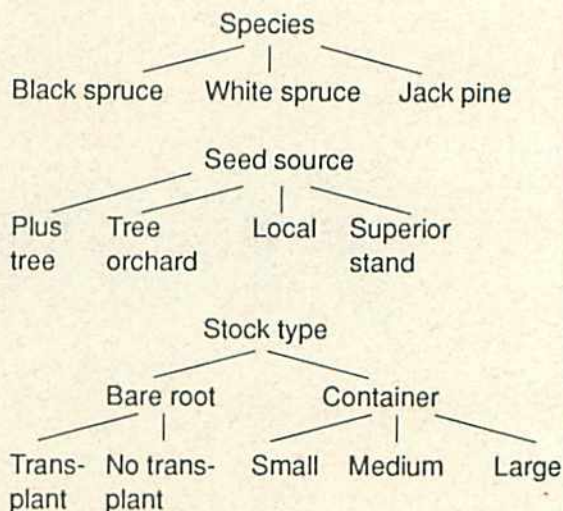 Species
Black spruce White spruce Jack pine
Seed source
Plus Tree Local Superior
tree orchard stand
Stock type
Bare root Container
Trans- No trans- Small Medium Large
plant plant